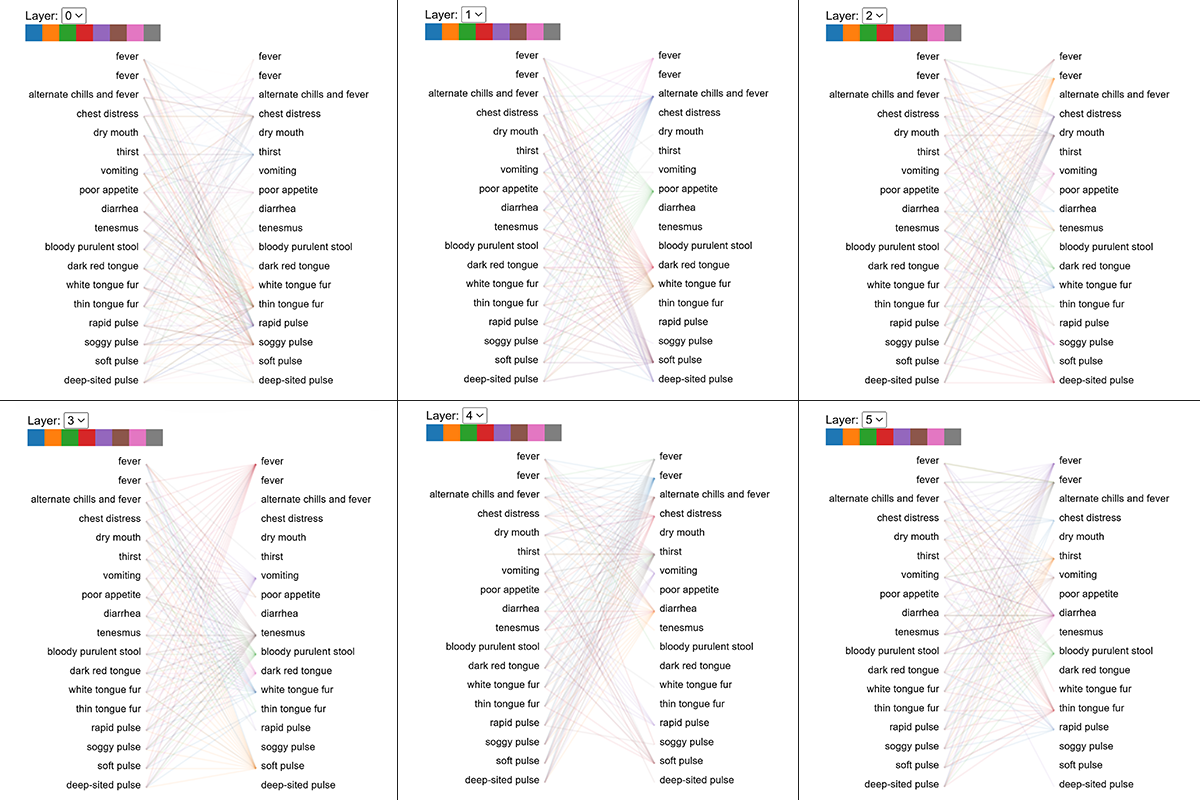 Layer: 0
fever fever
fever fever
alternate chills and fever alternate chills and fever
chest distress chest distress
dry mouth dry mouth
thirst thirst
vomiting vomiting
poor appetite poor appetite
diarrhea diarrhea
tenesmus tenesmus
bloody purulent stool bloody purulent stool
dark red tongue dark red tongue
white tongue fur white tongue fur
thin tongue fur thin tongue fur
rapid pulse rapid pulse
soggy pulse soggy pulse
soft pulse soft pulse
deep-sited pulse deep-sited pulse
Layer: 1
fever fever
fever fever
alternate chills and fever alternate chills and fever
chest distress chest distress
dry mouth dry mouth
thirst thirst
vomiting vomiting
poor appetite poor appetite
diarrhea diarrhea
tenesmus tenesmus
bloody purulent stool bloody purulent stool
dark red tongue dark red tongue
white tongue fur white tongue fur
thin tongue fur thin tongue fur
rapid pulse rapid pulse
soggy pulse soggy pulse
soft pulse soft pulse
deep-sited pulse deep-sited pulse
Layer: 2
fever fever
fever fever
alternate chills and fever alternate chills and fever
chest distress chest distress
dry mouth dry mouth
thirst thirst
vomiting vomiting
poor appetite poor appetite
diarrhea diarrhea
tenesmus tenesmus
bloody purulent stool bloody purulent stool
dark red tongue dark red tongue
white tongue fur white tongue fur
thin tongue fur thin tongue fur
rapid pulse rapid pulse
soggy pulse soggy pulse
soft pulse soft pulse
deep-sited pulse deep-sited pulse
Layer: 3
fever fever
fever fever
alternate chills and fever alternate chills and fever
chest distress chest distress
dry mouth dry mouth
thirst thirst
vomiting vomiting
poor appetite poor appetite
diarrhea diarrhea
tenesmus tenesmus
bloody purulent stool bloody purulent stool
dark red tongue dark red tongue
white tongue fur white tongue fur
thin tongue fur thin tongue fur
rapid pulse rapid pulse
soggy pulse soggy pulse
soft pulse soft pulse
deep-sited pulse deep-sited pulse
Layer: 4
fever fever
fever fever
alternate chills and fever alternate chills and fever
chest distress chest distress
dry mouth dry mouth
thirst thirst
vomiting vomiting
poor appetite poor appetite
diarrhea diarrhea
tenesmus tenesmus
bloody purulent stool bloody purulent stool
dark red tongue dark red tongue
white tongue fur white tongue fur
thin tongue fur thin tongue fur
rapid pulse rapid pulse
soggy pulse soggy pulse
soft pulse soft pulse
deep-sited pulse deep-sited pulse
Layer: 5
fever fever
fever fever
alternate chills and fever alternate chills and fever
chest distress chest distress
dry mouth dry mouth
thirst thirst
vomiting vomiting
poor appetite poor appetite
diarrhea diarrhea
tenesmus tenesmus
bloody purulent stool bloody purulent stool
dark red tongue dark red tongue
white tongue fur white tongue fur
thin tongue fur thin tongue fur
rapid pulse rapid pulse
soggy pulse soggy pulse
soft pulse soft pulse
deep-sited pulse deep-sited pulse